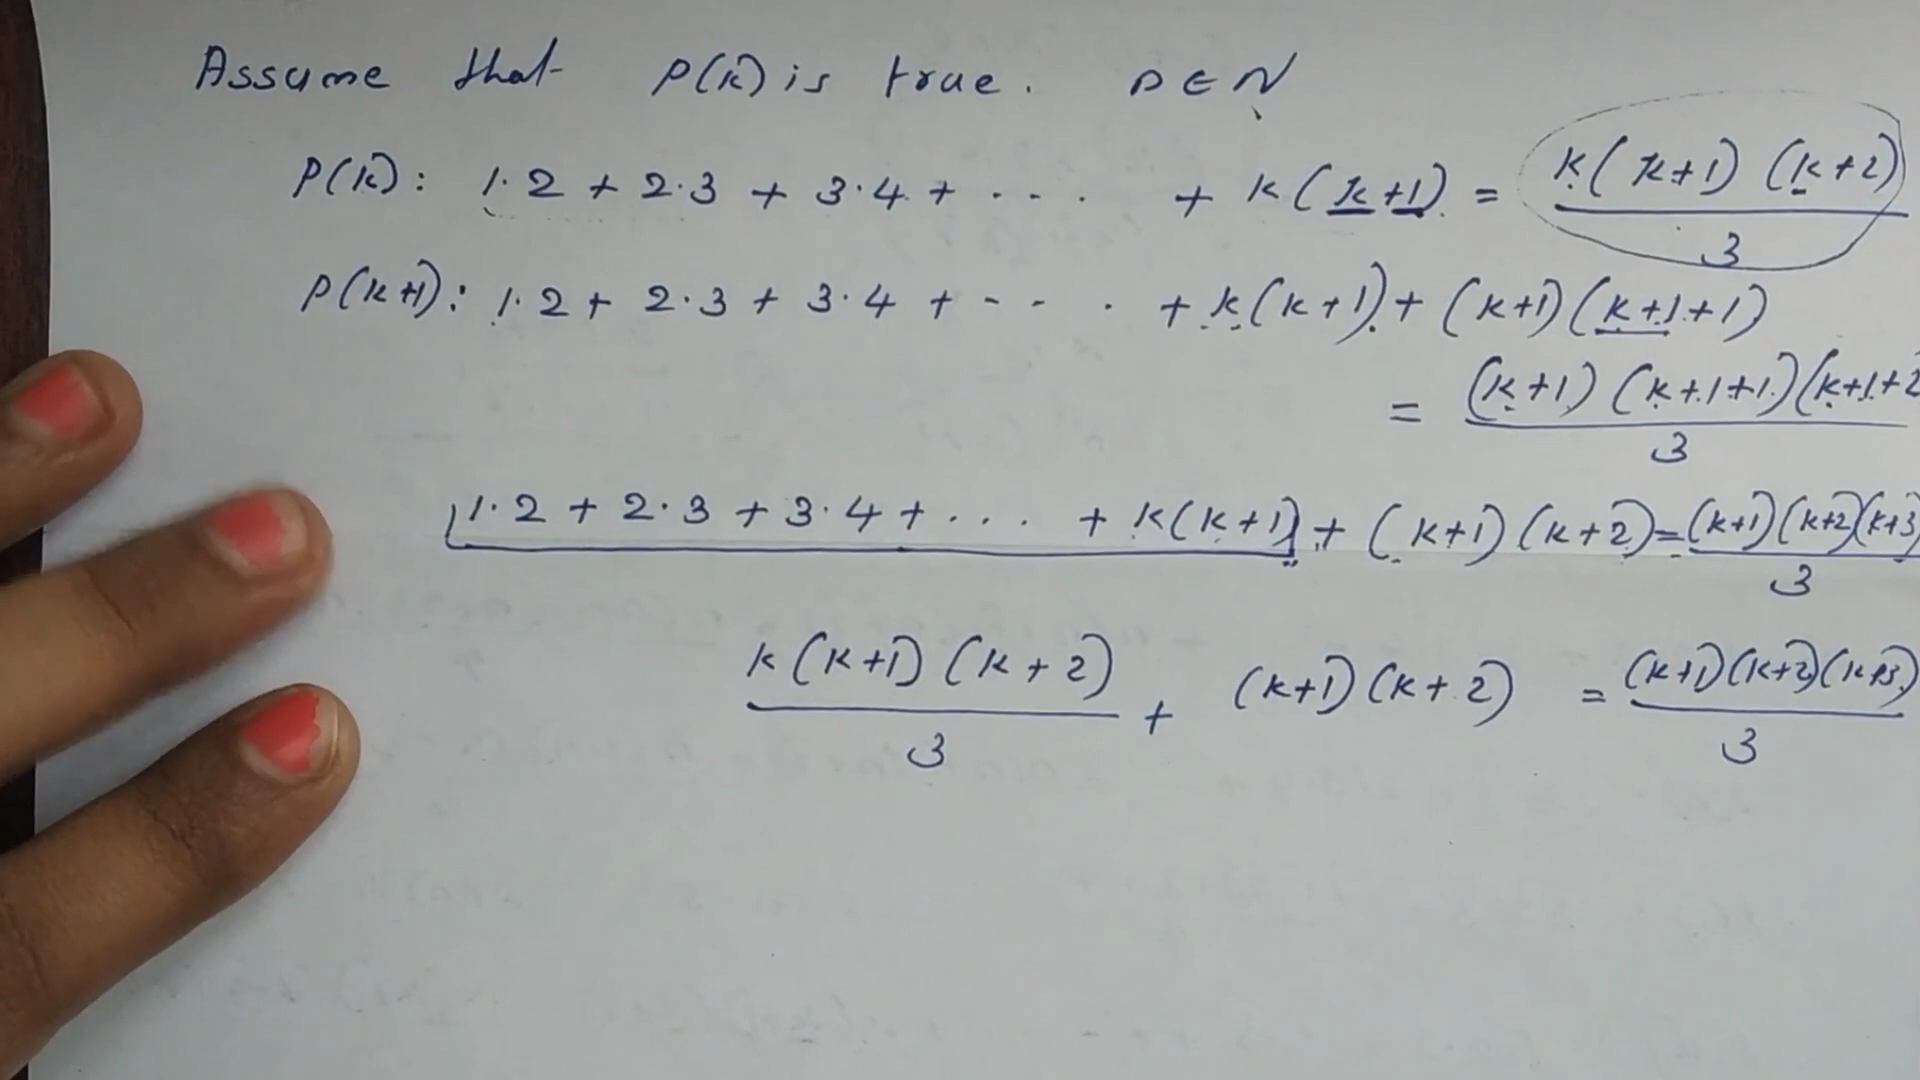 Assume that P(k) is true. n ∈ N
P(k): 1.2 + 2.3 + 3.4 + .... + k(k+1) = k(k+1)(k+2)/3
P(k+1): 1.2 + 2.3 + 3.4 + -- . + k(k+1) + (k+1)(k+1+1)
= (k+1)(k+1+1)(k+1+2/3
1.2 + 2.3 + 3.4 + ... + k(k+1) + (k+1)(k+2) = (k+1)(k+2)(k+3)/3
k(k+1)(k+2)/3 + (k+1)(k+2) = (k+1)(k+2)(k+3)/3